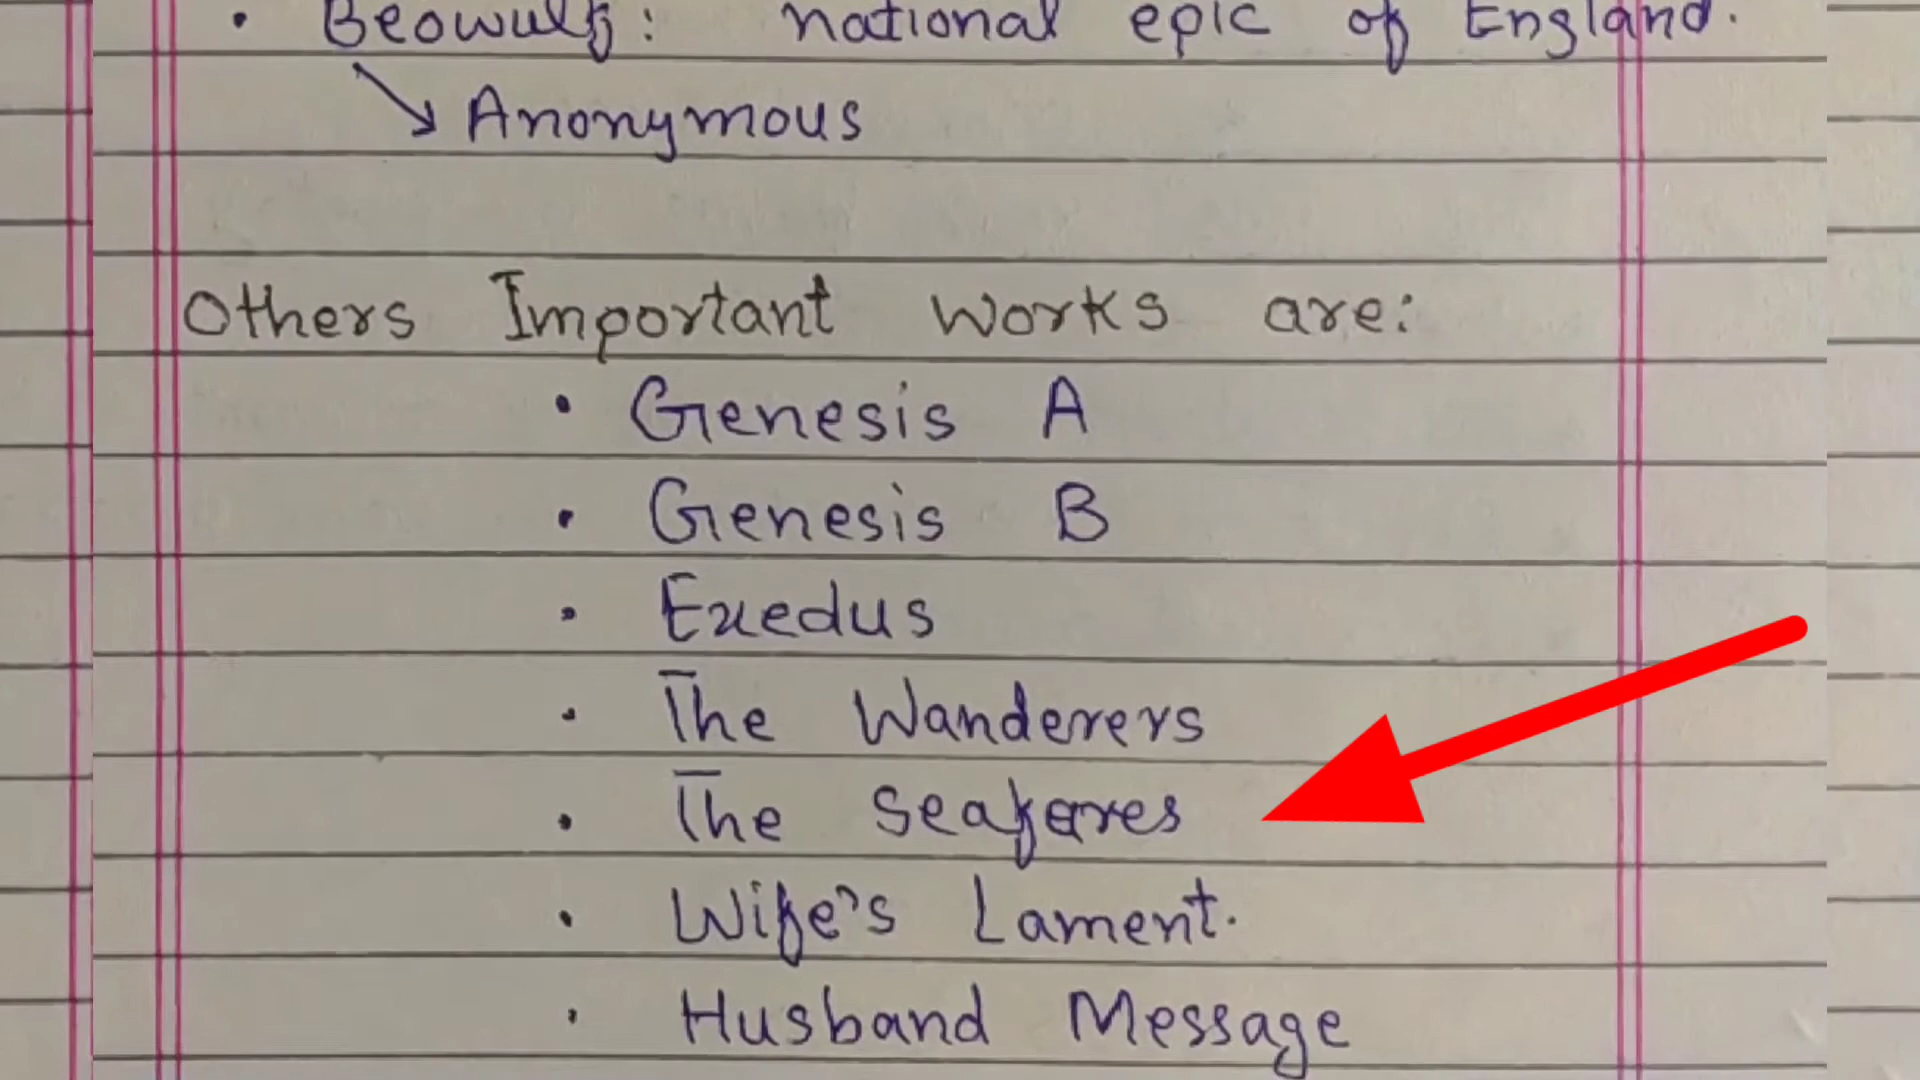 • Beowulf: national epic of England.
↘ Anonymous
Others Important Works are:
• Genesis A
• Genesis B
• Exedus
• The Wanderers
• The Seafares
• Wife's Lament.
• Husband Message